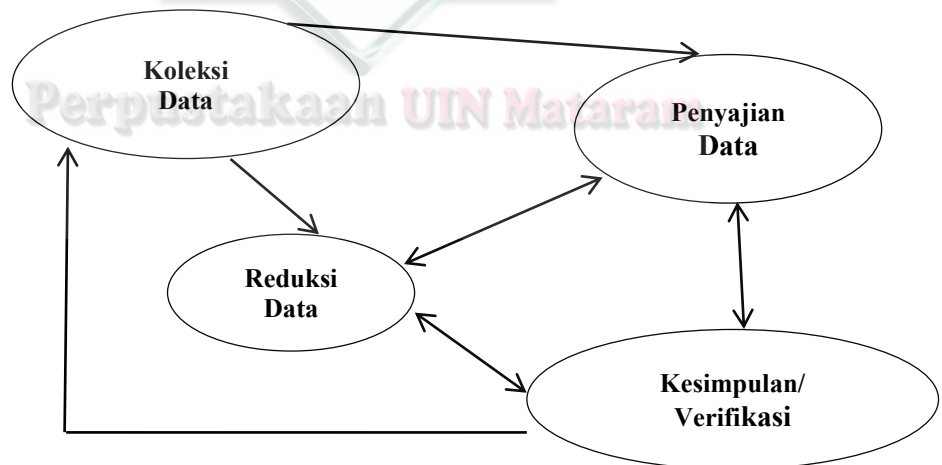 Koleksi
Data
Perpustakaan UIN Mataram
Penyajian
Data
Reduksi
Data
Kesimpulan/
Verifikasi